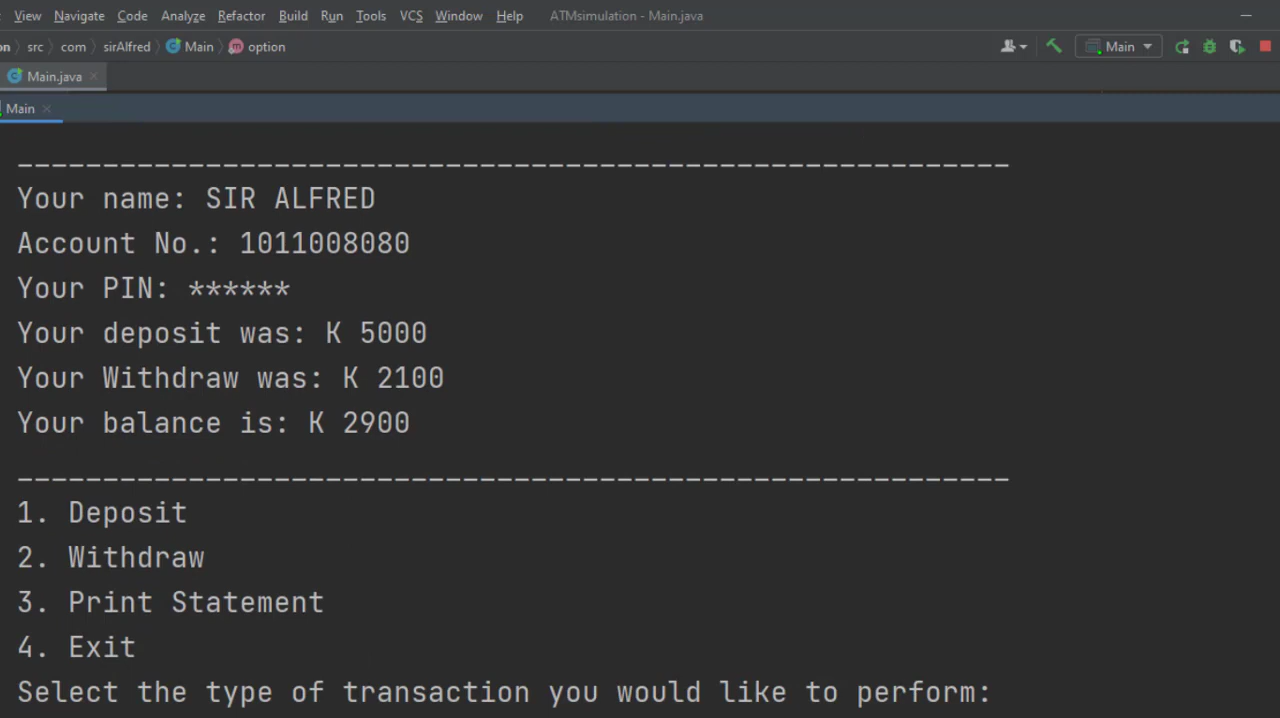 View Navigate Code Analyze Refactor Build Run Tools VCS Window Help ATMsimulation - Main.java
on src com sirAlfred Main m option Main
Main.java
Main
----------------------------------------------------------
Your name: SIR ALFRED
Account No.: 1011008080
Your PIN: ******
Your deposit was: K 5000
Your Withdraw was: K 2100
Your balance is: K 2900
----------------------------------------------------------
1. Deposit
2. Withdraw
3. Print Statement
4. Exit
Select the type of transaction you would like to perform: